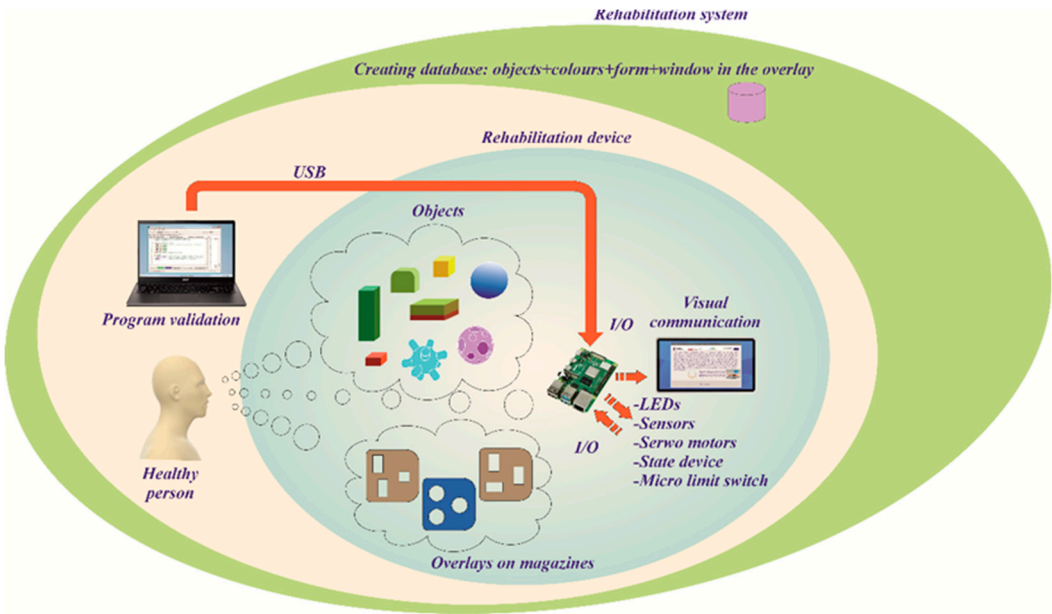 Rehabilitation system
Creating database: objects+colours+form+window in the overlay
Rehabilitation device
USB
Objects
Program validation
I/O
Visual
communication
-LEDs
-Sensors
-Serwo motors
-State device
-Micro limit switch
I/O
Healthy
person
Overlays on magazines